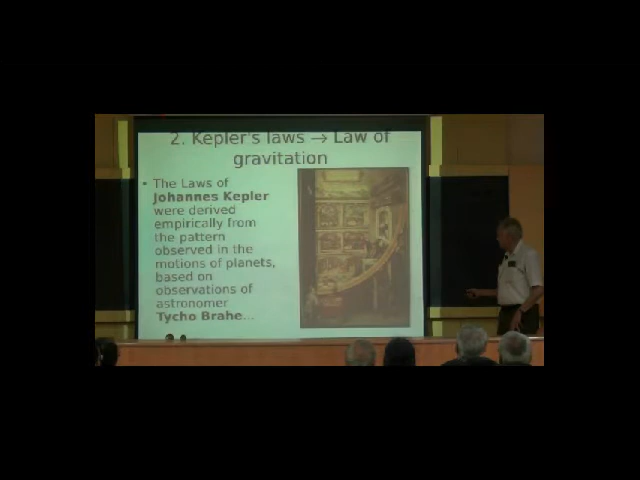 2. Kepler's laws → Law of
gravitation
• The Laws of
Johannes Kepler
were derived
empirically from
the pattern
observed in the
motions of planets,
based on
observations of
astronomer
Tycho Brahe...